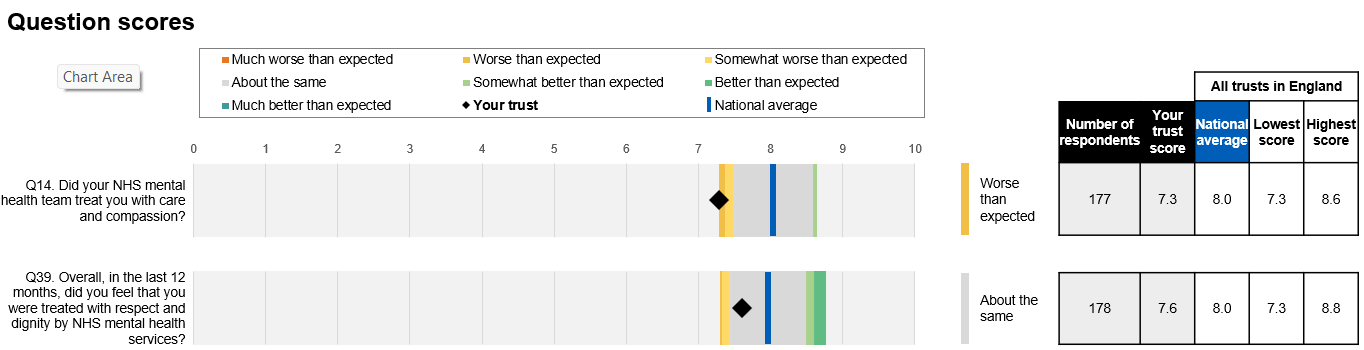 Question scores
Chart Area
Much worse than expected
Worse than expected
Somewhat worse than expected
About the same
Somewhat better than expected
Better than expected
Much better than expected
Your trust
National average
All trusts in England
Number of
respondents
Your
trust
score
National
average
Lowest
score
Highest
score
0 1 2 3 4 5 6 7 8 9 10
Q14. Did your NHS mental
health team treat you with care
and compassion?
Worse
than
expected
177 7.3 8.0 7.3 8.6
Q39. Overall, in the last 12
months, did you feel that you
were treated with respect and
dignity by NHS mental health
services?
About the
same
178 7.6 8.0 7.3 8.8